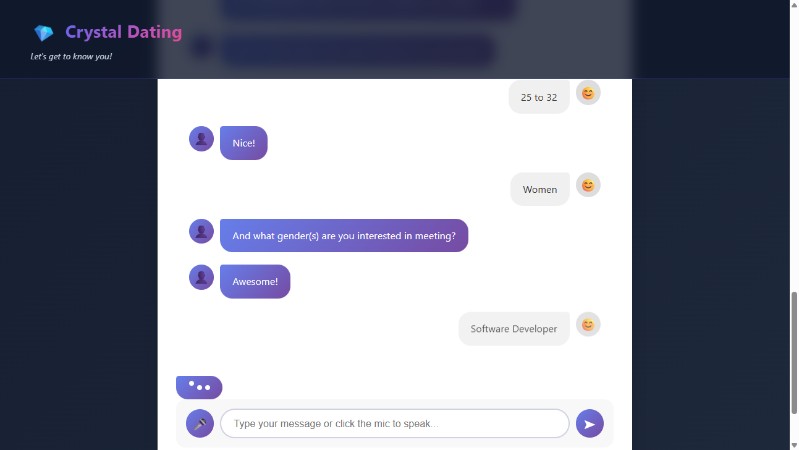 Crystal Dating
Let's get to know you!
25 to 32
Nice!
Women
And what gender(s) are you interested in meeting?
Awesome!
Software Developer
Type your message or click the mic to speak...